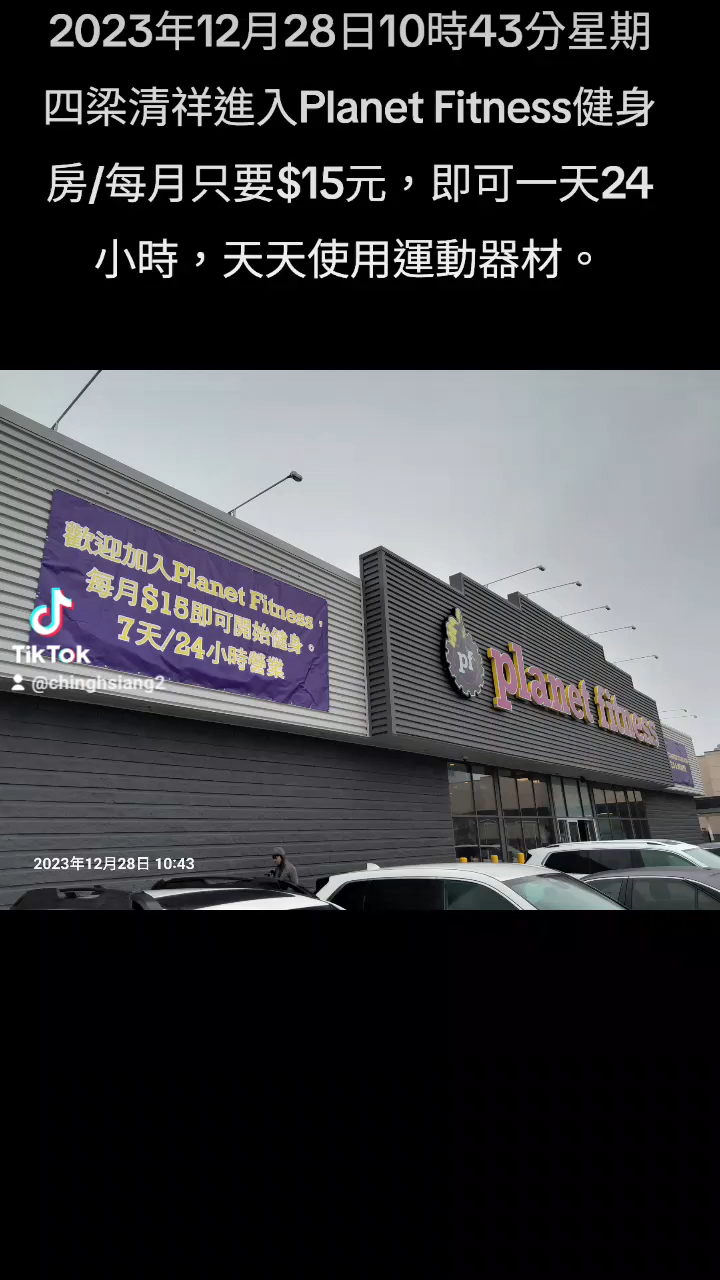 2023年12月28日10時43分星期
四梁清祥進入Planet Fitness健身
房/每月只要$15元，即可一天24
小時，天天使用運動器材。
歡迎加入Planet Fitness，
每月$15即可開始健身。
7天/24小時營業
TikTok
@chinghsiang2
pf
planet fitness
2023年12月28日 10:43